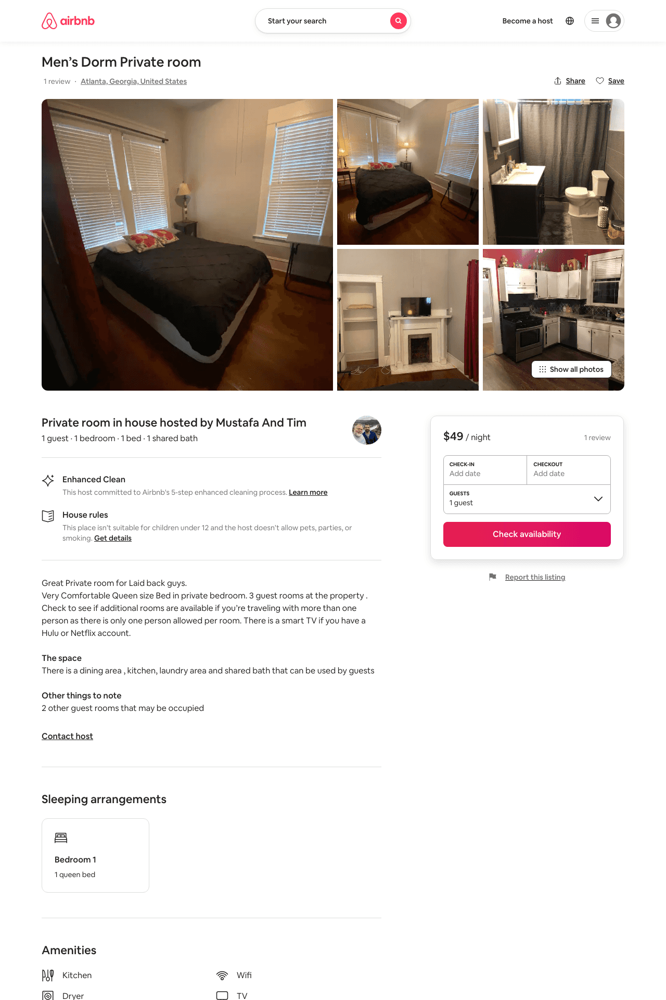 airbnb
Start your search
Become a host
Men’s Dorm Private room
1 review · Atlanta, Georgia, United States
Share
Save
Show all photos
Private room in house hosted by Mustafa And Tim
1 guest · 1 bedroom · 1 bed · 1 shared bath
Enhanced Clean
This host committed to Airbnb's 5-step enhanced cleaning process. Learn more
House rules
This place isn’t suitable for children under 12 and the host doesn’t allow pets, parties, or
smoking. Get details
Great Private room for Laid back guys.
Very Comfortable Queen size Bed in private bedroom. 3 guest rooms at the property .
Check to see if additional rooms are available if you’re traveling with more than one
person as there is only one person allowed per room. There is a smart TV if you have a
Hulu or Netflix account.
The space
There is a dining area , kitchen, laundry area and shared bath that can be used by guests
Other things to note
2 other guest rooms that may be occupied
Contact host
$49 / night
1 review
CHECK-IN
Add date
CHECKOUT
Add date
GUESTS
1 guest
Check availability
Report this listing
Sleeping arrangements
Bedroom 1
1 queen bed
Amenities
Kitchen
Wifi
Dryer
TV